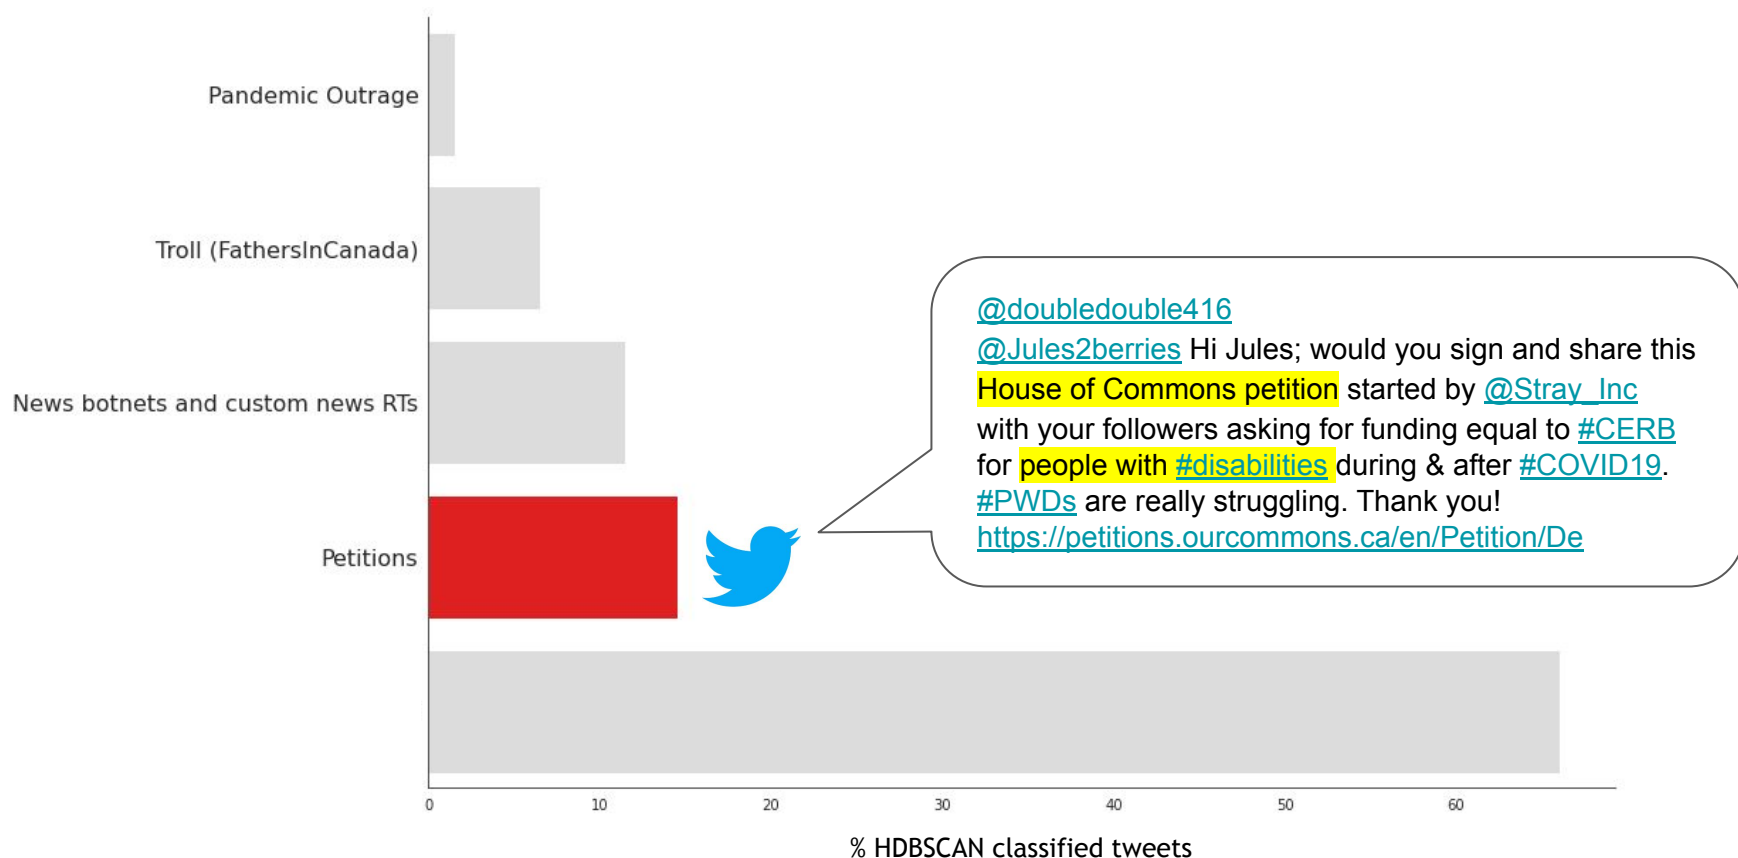 Pandemic Outrage
Troll (FathersInCanada)
News botnets and custom news RTs
Petitions
@doubledouble416
@Jules2berries Hi Jules; would you sign and share this
House of Commons petition started by @Stray_Inc
with your followers asking for funding equal to #CERB
for people with #disabilities during & after #COVID19.
#PWDs are really struggling. Thank you!
https://petitions.ourcommons.ca/en/Petition/De
0 10 20 30 40 50 60
% HDBSCAN classified tweets